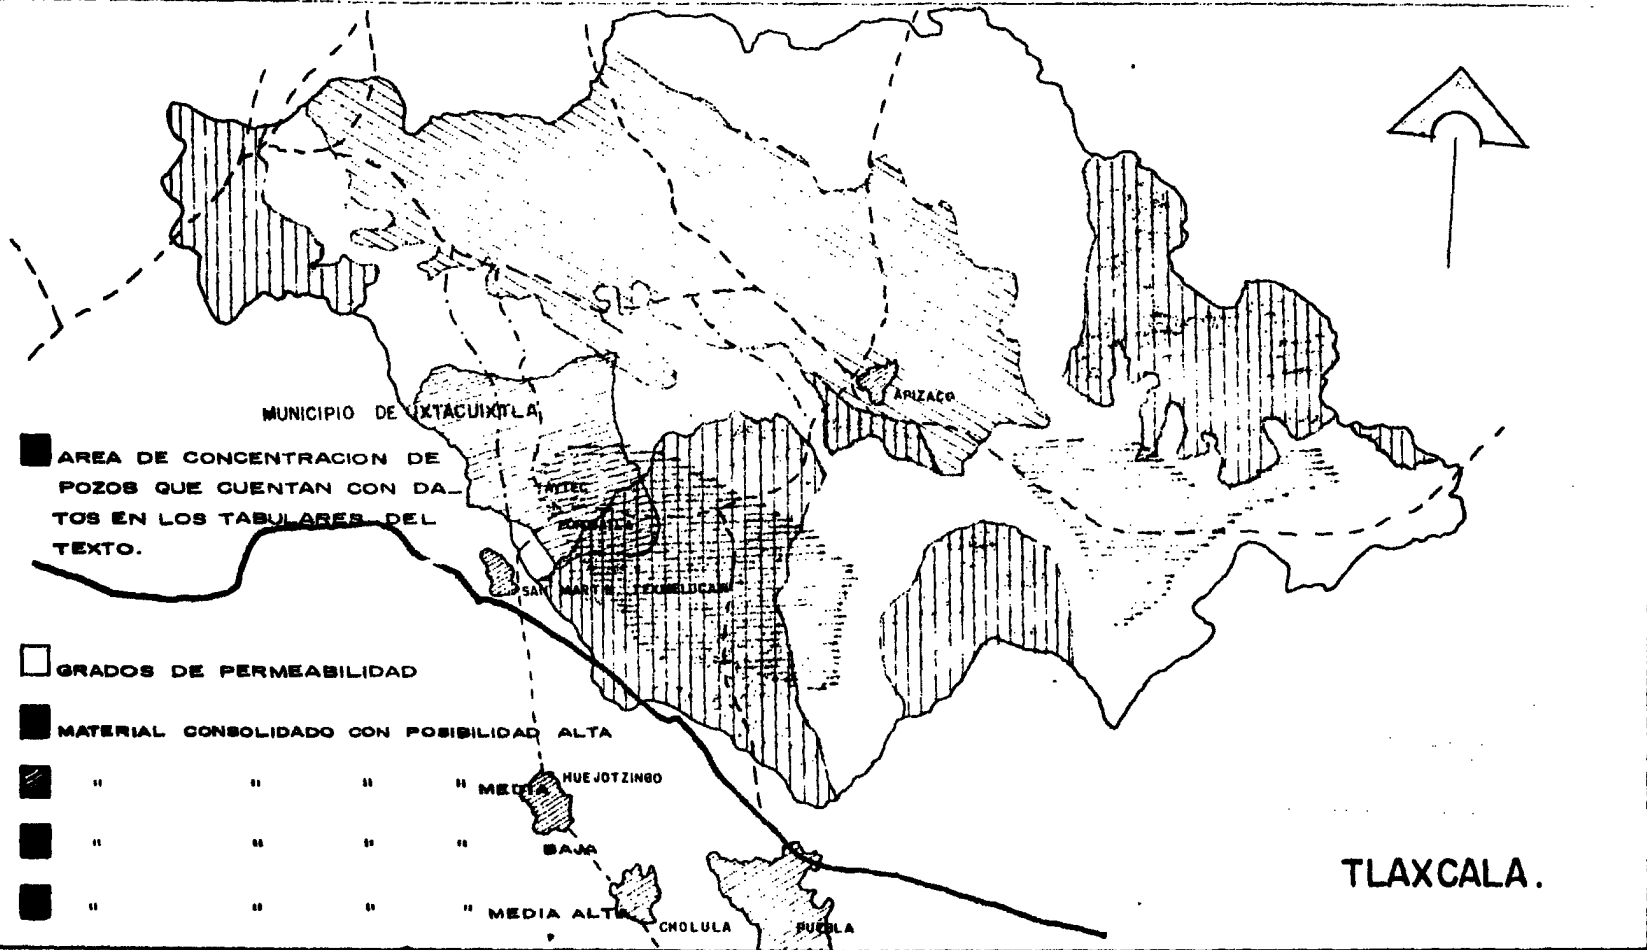 APIZACO
MUNICIPIO DE IXTACUIXTLA
AREA DE CONCENTRACION DE
POZOS QUE CUENTAN CON DA_
TOS EN LOS TABULARES DEL
TEXTO.
SAN MARTIN TEXMELUCAN
GRADOS DE PERMEABILIDAD
MATERIAL CONSOLIDADO CON POSIBILIDAD ALTA
" " " " MEDIA
HUEJOTZINGO
" " " " BAJA
" " " " MEDIA ALTA
CHOLULA
PUEBLA
TLAXCALA.